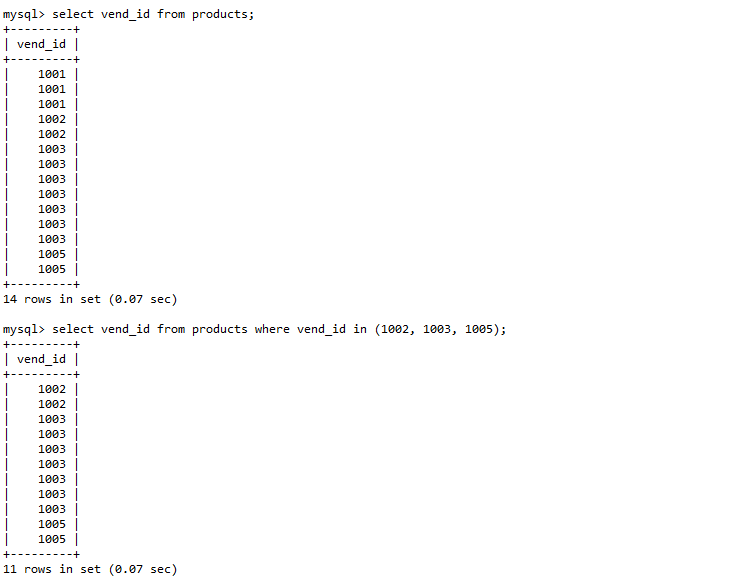 mysql> select vend_id from products;
+---------+
| vend_id |
+---------+
|    1001 |
|    1001 |
|    1001 |
|    1002 |
|    1002 |
|    1003 |
|    1003 |
|    1003 |
|    1003 |
|    1003 |
|    1003 |
|    1003 |
|    1005 |
|    1005 |
+---------+
14 rows in set (0.07 sec)
mysql> select vend_id from products where vend_id in (1002, 1003, 1005);
+---------+
| vend_id |
+---------+
|    1002 |
|    1002 |
|    1003 |
|    1003 |
|    1003 |
|    1003 |
|    1003 |
|    1003 |
|    1003 |
|    1005 |
|    1005 |
+---------+
11 rows in set (0.07 sec)